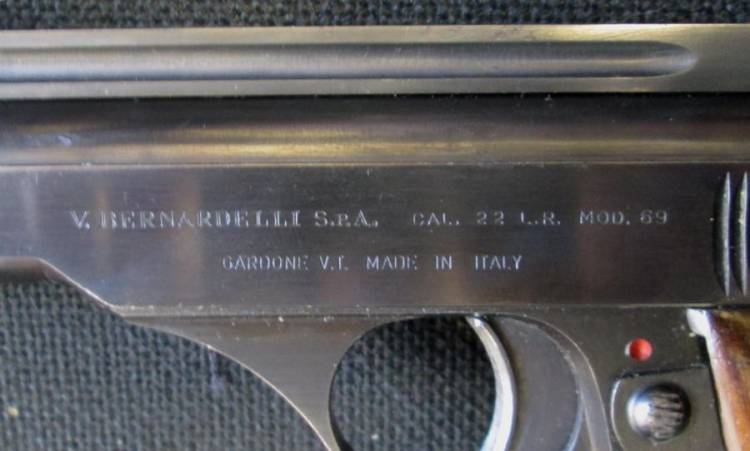 V. BERNARDELLI S.P.A. CAL. 22 L.R. MOD. 69
GARDONE V.T. MADE IN ITALY